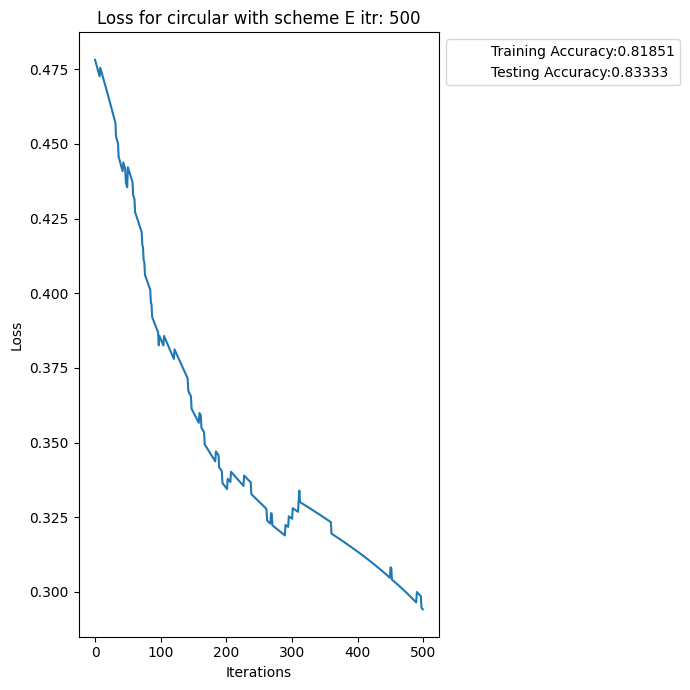 Loss for circular with scheme E itr: 500
Training Accuracy:0.81851
Testing Accuracy:0.83333
0.475
0.450
0.425
0.400
0.375
0.350
0.325
0.300
Loss
0 100 200 300 400 500
Iterations